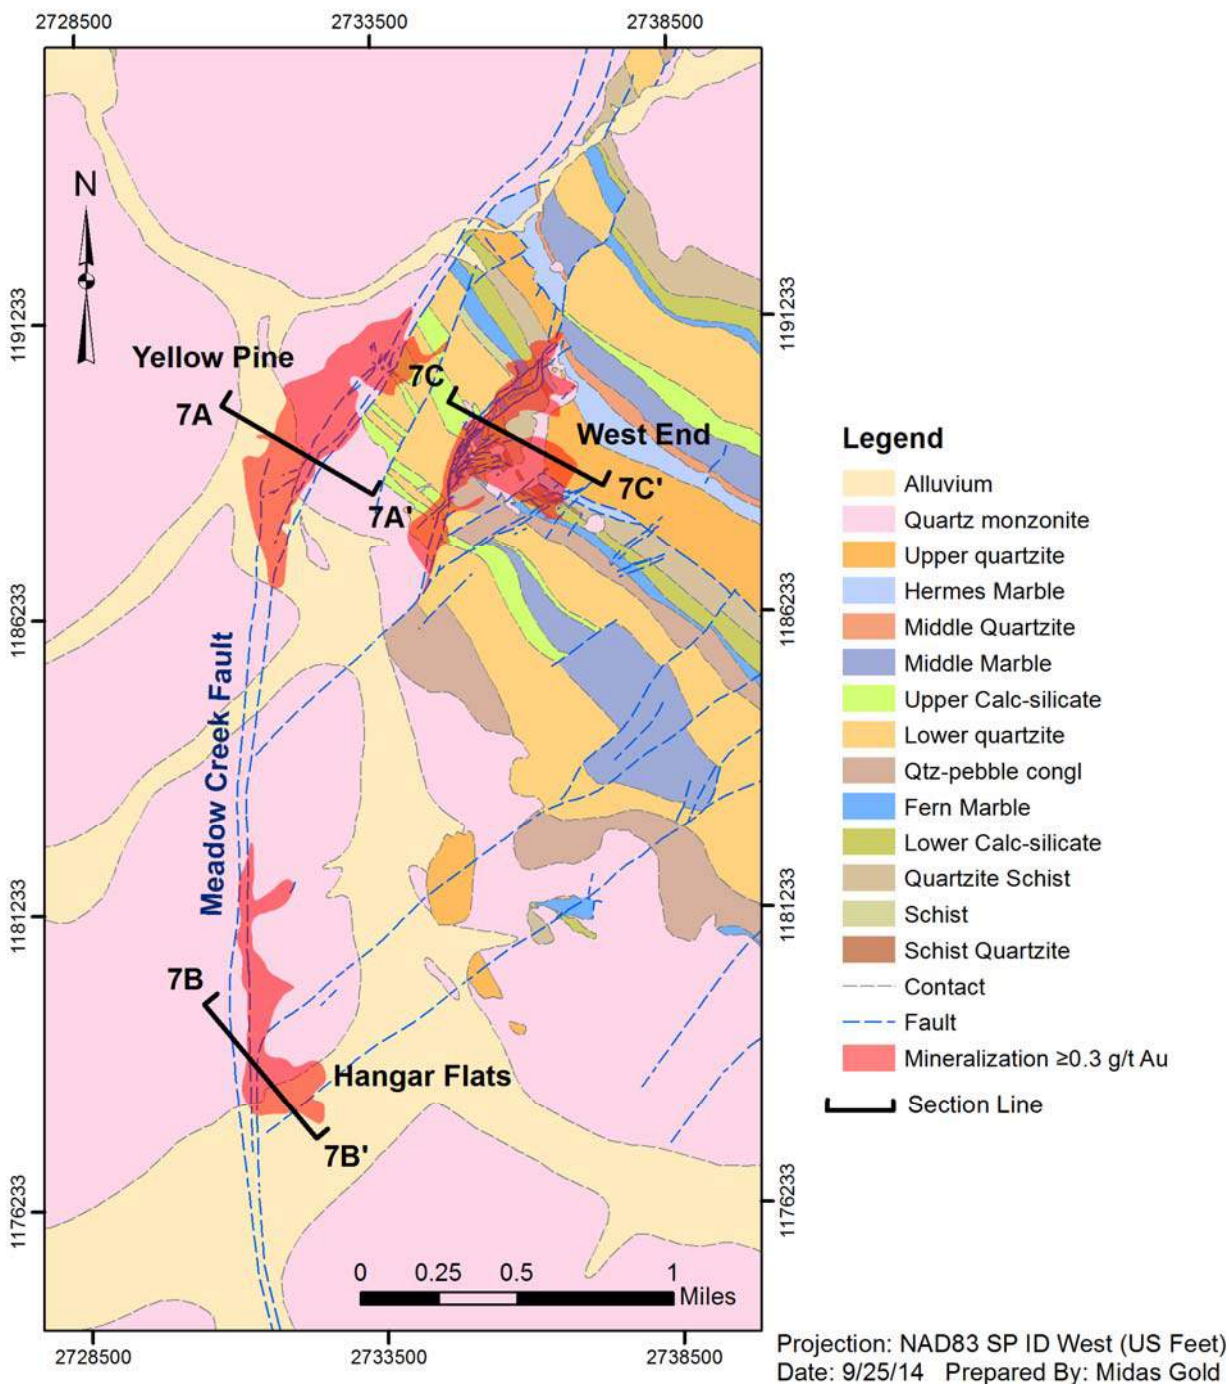 2728500
2733500
2738500
N
1191233
1191233
Yellow Pine
7A
7A'
7C
West End
7C'
1186233
1186233
Meadow Creek Fault
1181233
1181233
7B
Hangar Flats
7B'
1176233
1176233
0 0.25 0.5 1
Miles
2728500
2733500
2738500
Legend
Alluvium
Quartz monzonite
Upper quartzite
Hermes Marble
Middle Quartzite
Middle Marble
Upper Calc-silicate
Lower quartzite
Qtz-pebble congl
Fern Marble
Lower Calc-silicate
Quartzite Schist
Schist
Schist Quartzite
Contact
Fault
Mineralization ≥0.3 g/t Au
Section Line
Projection: NAD83 SP ID West (US Feet)
Date: 9/25/14 Prepared By: Midas Gold